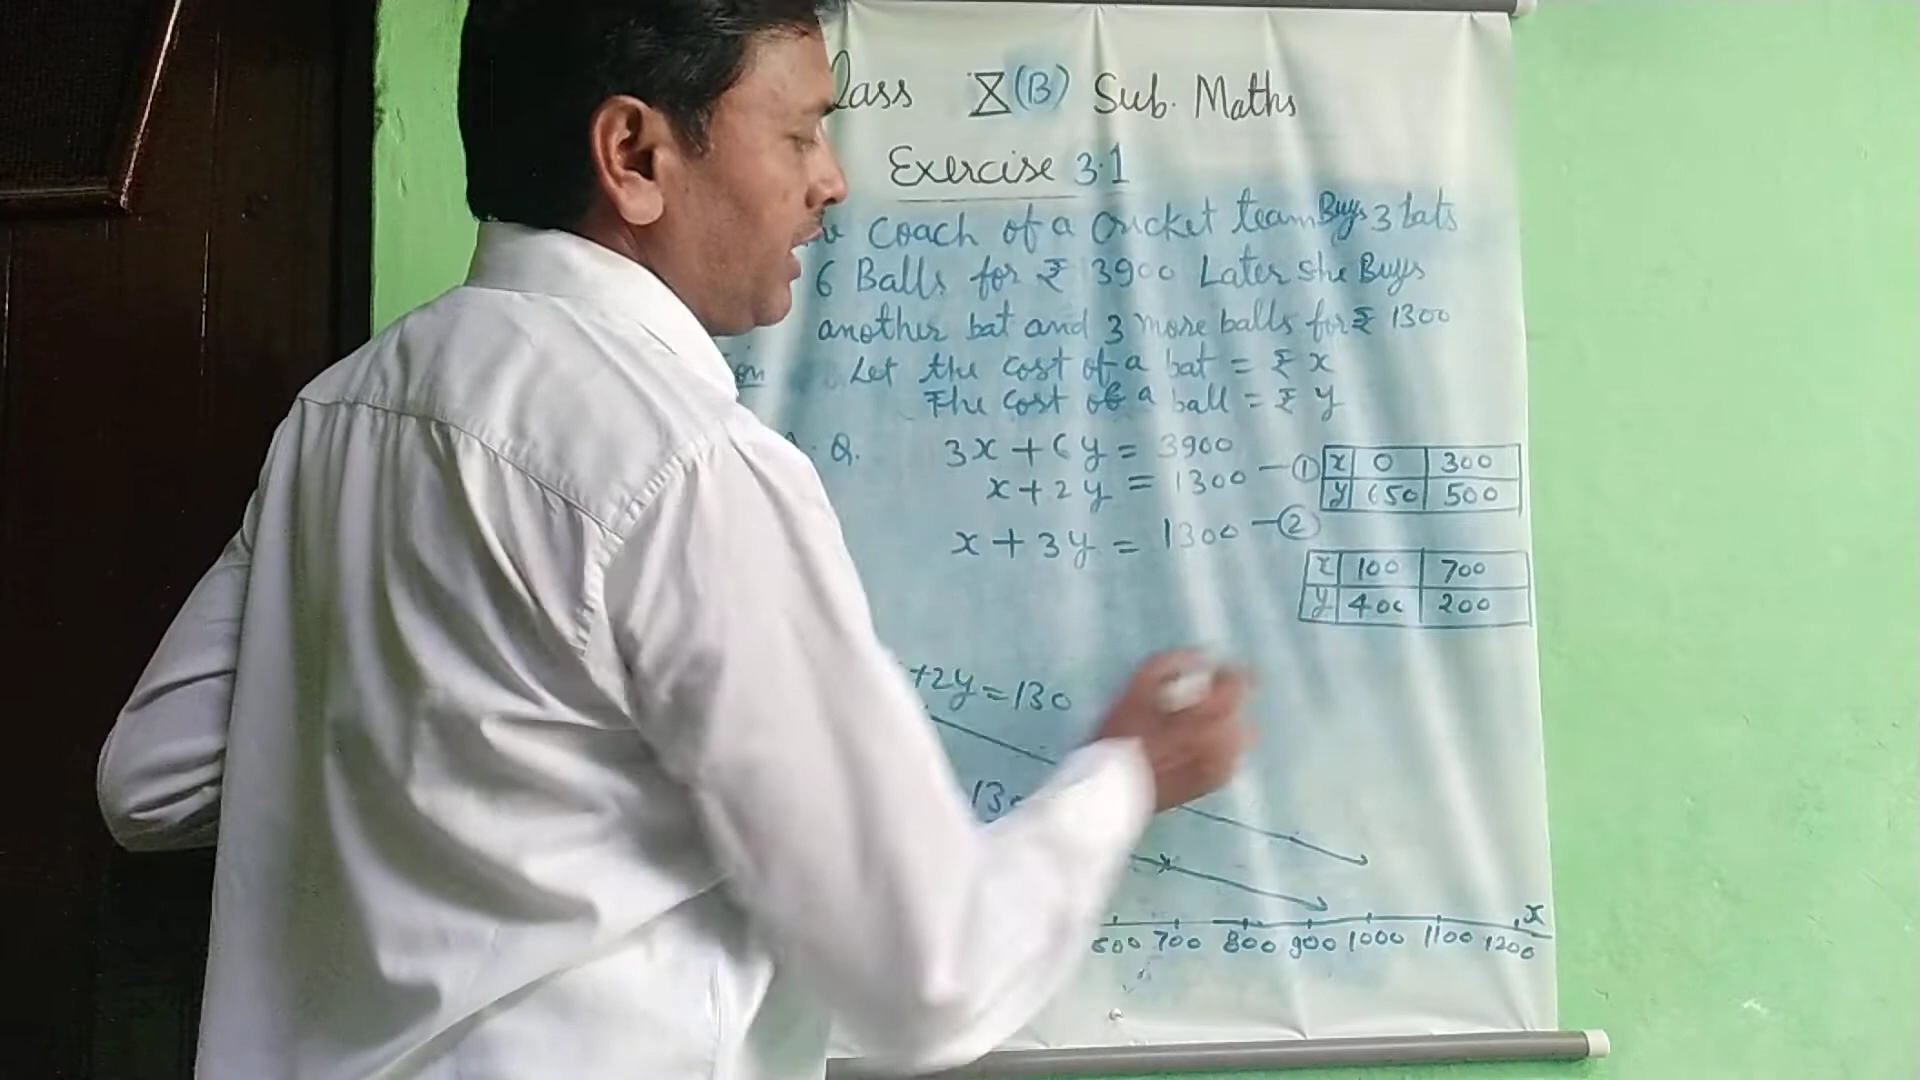 lass X (B) Sub. Maths
Exercise 3.1
Coach of a Cricket team Buys 3 bats
6 Balls for ₹ 3900 Later she Buys
another bat and 3 more balls for ₹ 1300
on Let the cost of a bat = ₹ x
The cost of a ball = ₹ y
Q. 3x + 6y = 3900
x + 2y = 1300 — ①
x 0 300
y 650 500
x + 3y = 1300 — ②
x 100 700
y 400 200
+2y = 130
130
x
600 700 800 900 1000 1100 1200